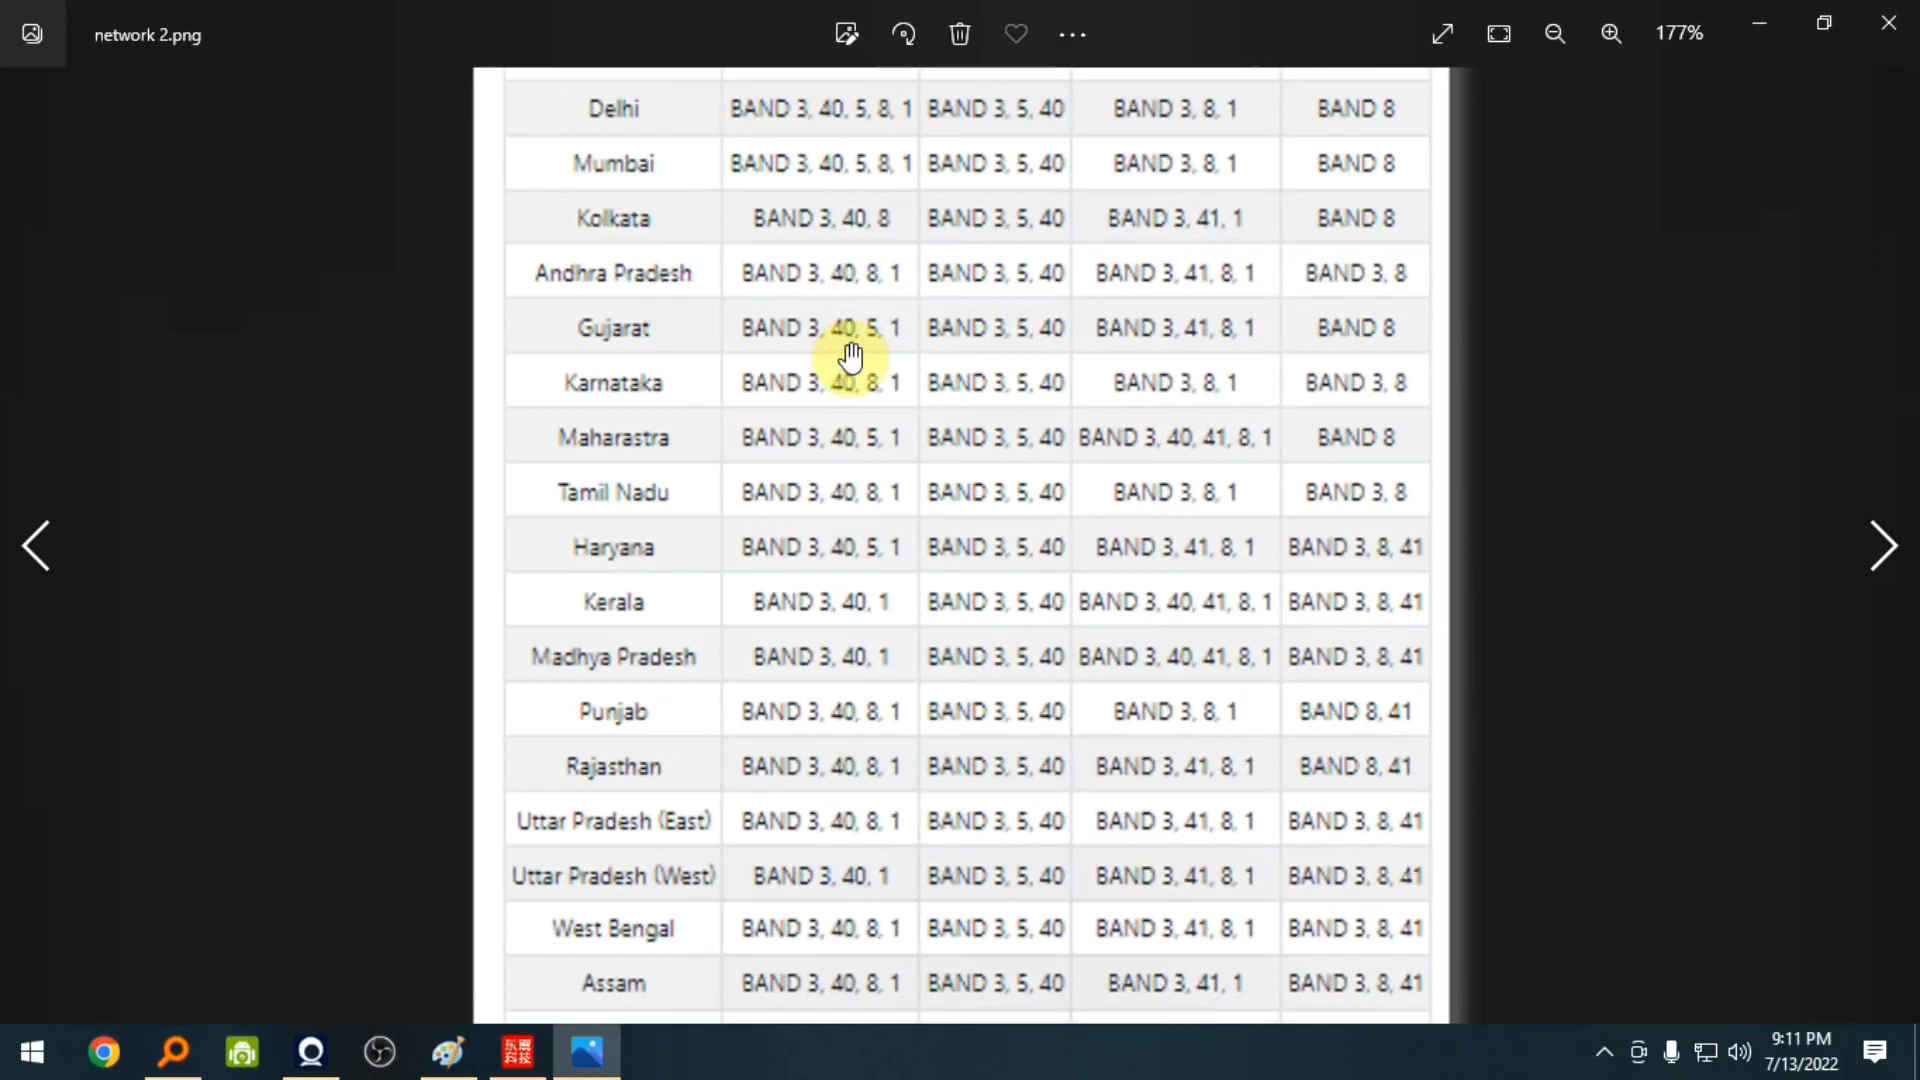 network 2.png
177%
Delhi BAND 3, 40, 5, 8, 1 BAND 3, 5, 40 BAND 3, 8, 1 BAND 8
Mumbai BAND 3, 40, 5, 8, 1 BAND 3, 5, 40 BAND 3, 8, 1 BAND 8
Kolkata BAND 3, 40, 8 BAND 3, 5, 40 BAND 3, 41, 1 BAND 8
Andhra Pradesh BAND 3, 40, 8, 1 BAND 3, 5, 40 BAND 3, 41, 8, 1 BAND 3, 8
Gujarat BAND 3, 40, 5, 1 BAND 3, 5, 40 BAND 3, 41, 8, 1 BAND 8
Karnataka BAND 3, 40, 8, 1 BAND 3, 5, 40 BAND 3, 8, 1 BAND 3, 8
Maharastra BAND 3, 40, 5, 1 BAND 3, 5, 40 BAND 3, 40, 41, 8, 1 BAND 8
Tamil Nadu BAND 3, 40, 8, 1 BAND 3, 5, 40 BAND 3, 8, 1 BAND 3, 8
Haryana BAND 3, 40, 5, 1 BAND 3, 5, 40 BAND 3, 41, 8, 1 BAND 3, 8, 41
Kerala BAND 3, 40, 1 BAND 3, 5, 40 BAND 3, 40, 41, 8, 1 BAND 3, 8, 41
Madhya Pradesh BAND 3, 40, 1 BAND 3, 5, 40 BAND 3, 40, 41, 8, 1 BAND 3, 8, 41
Punjab BAND 3, 40, 8, 1 BAND 3, 5, 40 BAND 3, 8, 1 BAND 8, 41
Rajasthan BAND 3, 40, 8, 1 BAND 3, 5, 40 BAND 3, 41, 8, 1 BAND 8, 41
Uttar Pradesh (East) BAND 3, 40, 8, 1 BAND 3, 5, 40 BAND 3, 41, 8, 1 BAND 3, 8, 41
Uttar Pradesh (West) BAND 3, 40, 1 BAND 3, 5, 40 BAND 3, 41, 8, 1 BAND 3, 8, 41
West Bengal BAND 3, 40, 8, 1 BAND 3, 5, 40 BAND 3, 41, 8, 1 BAND 3, 8, 41
Assam BAND 3, 40, 8, 1 BAND 3, 5, 40 BAND 3, 41, 1 BAND 3, 8, 41
9:11 PM
7/13/2022